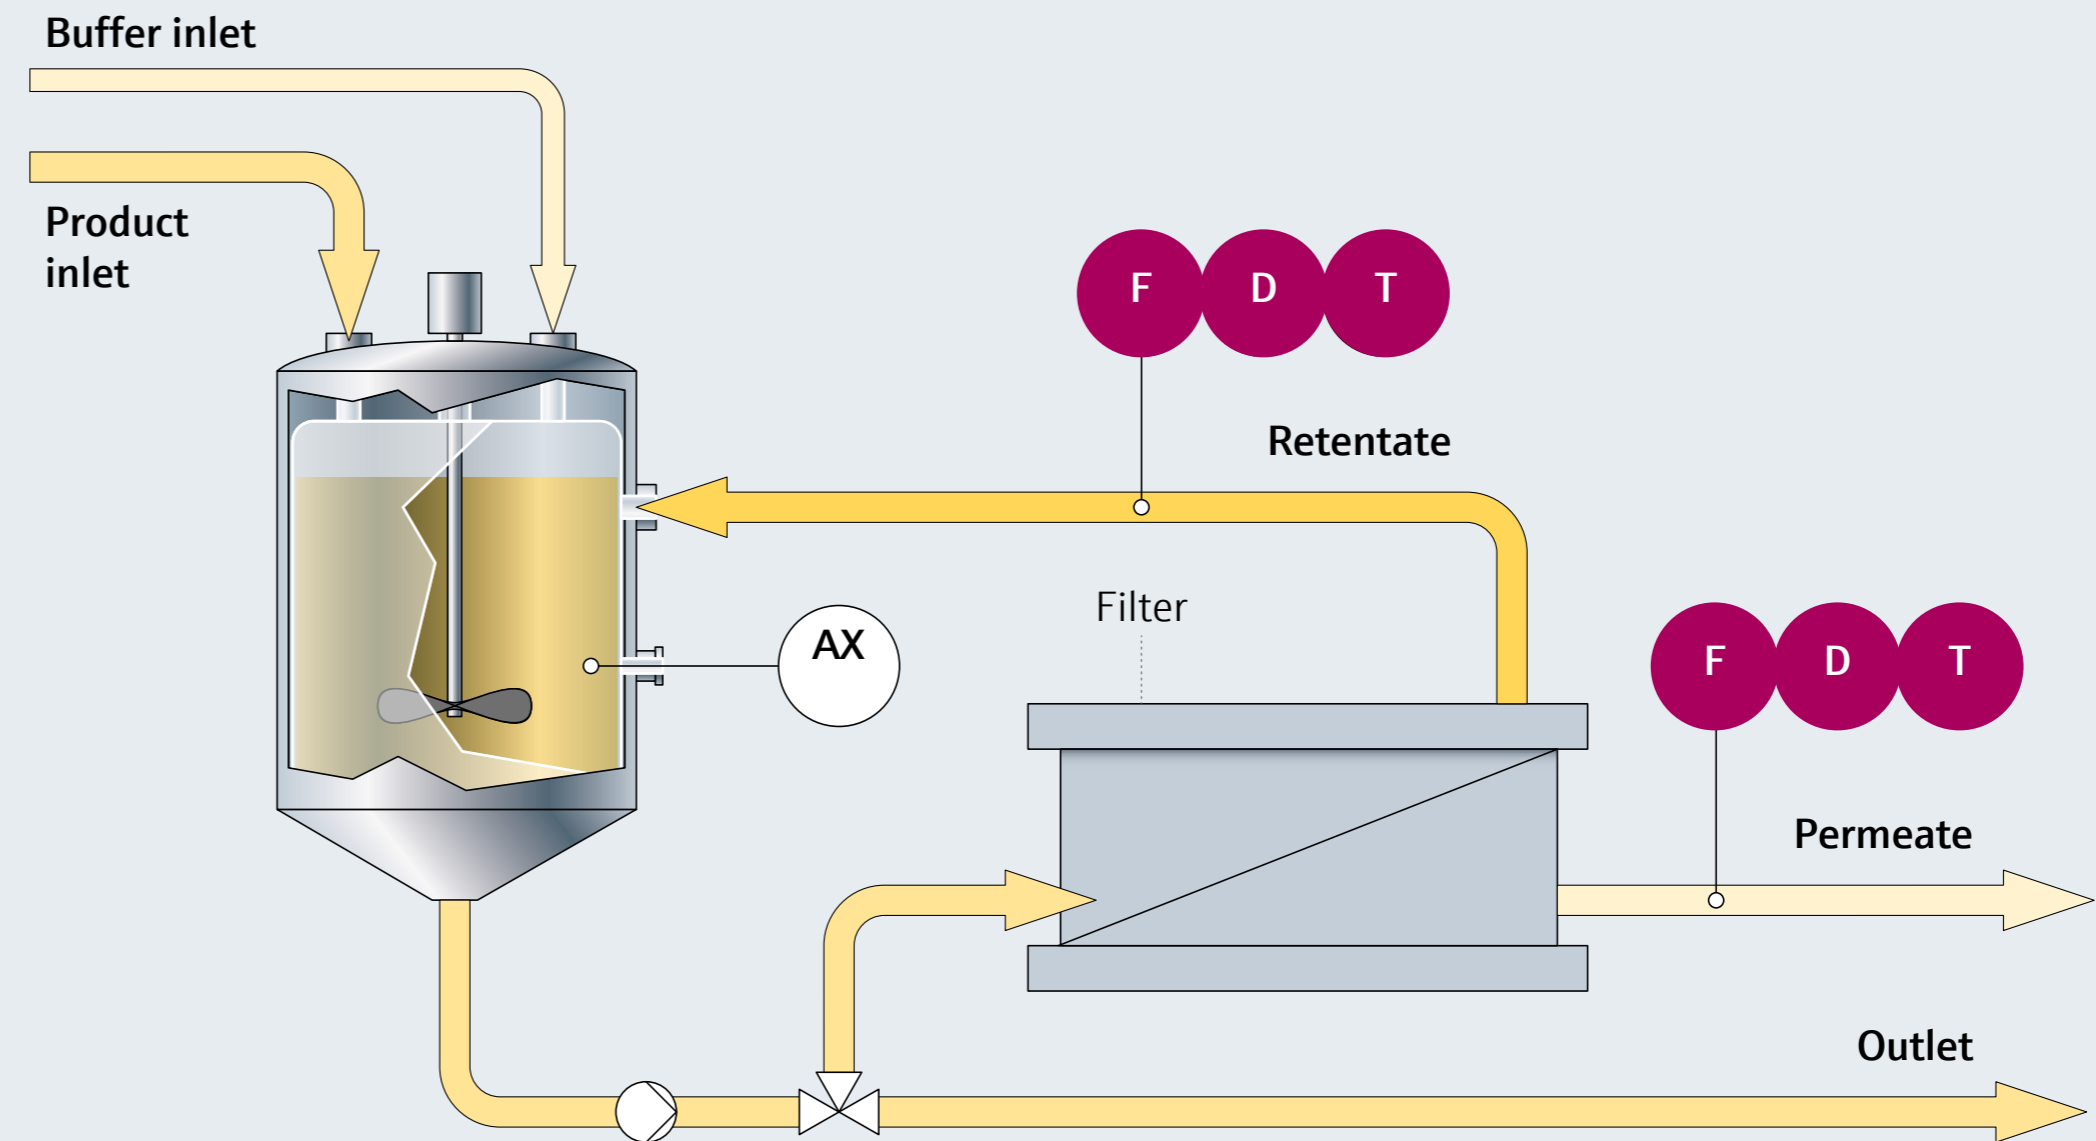 Buffer inlet
Product
inlet
F D T
Retentate
Filter
AX
F D T
Permeate
Outlet